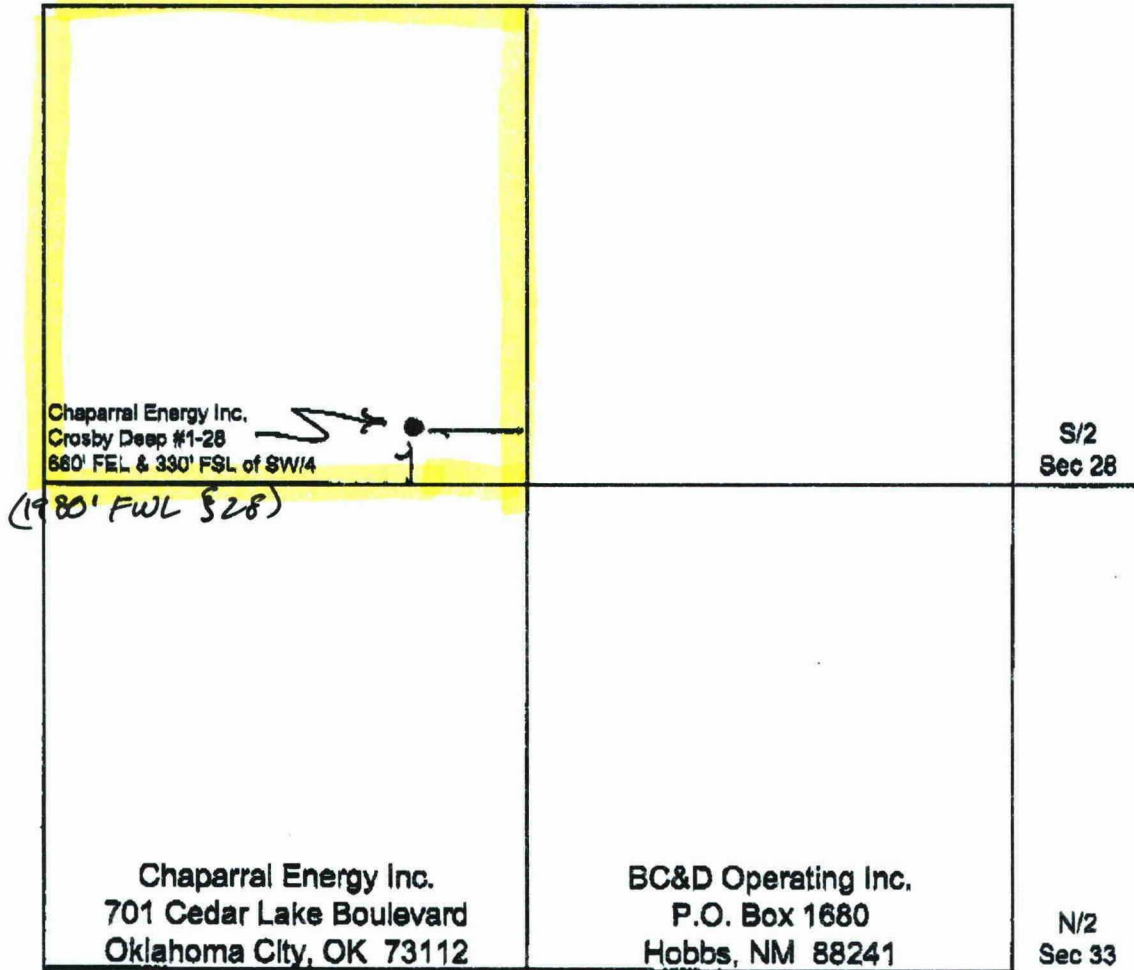 Chaparral Energy Inc.
Crosby Deep #1-28
660' FEL & 330' FSL of SW/4
(1980' FWL §28)
S/2
Sec 28
Chaparral Energy Inc.
701 Cedar Lake Boulevard
Oklahoma City, OK 73112
BC&D Operating Inc.
P.O. Box 1680
Hobbs, NM 88241
N/2
Sec 33